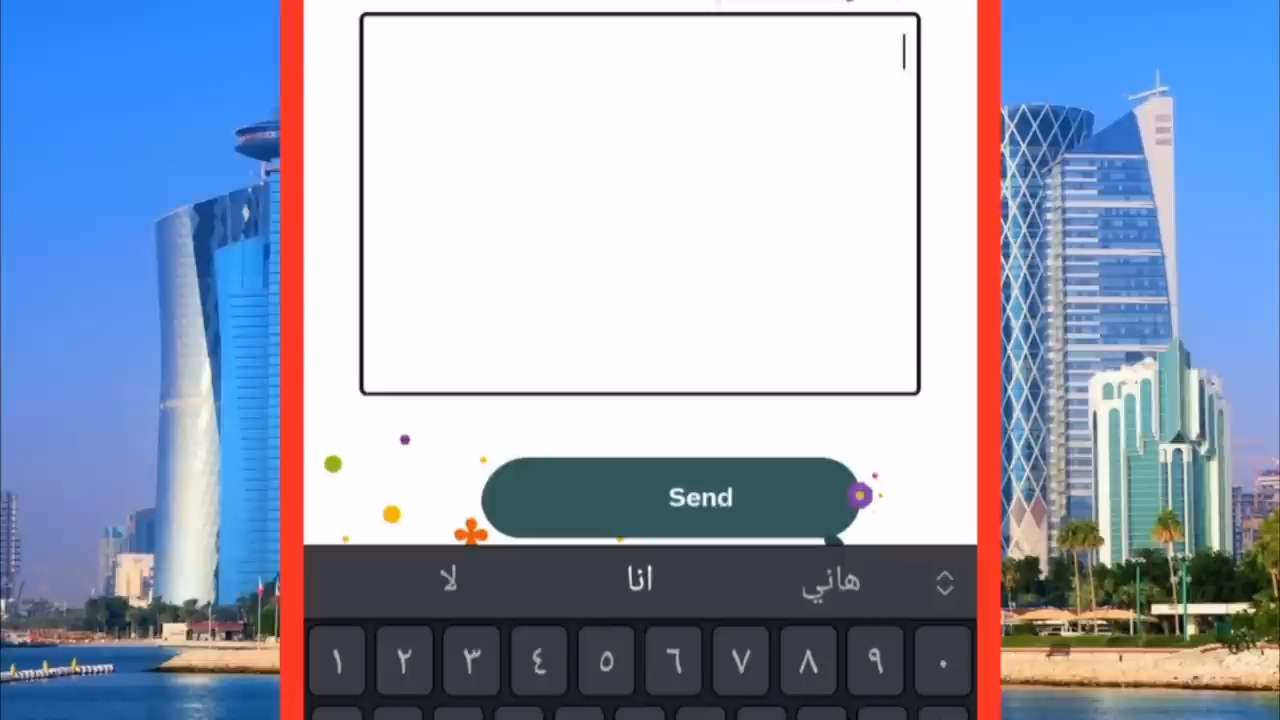 Send
لا انا هاني
١ ٢ ٣ ٤ ٥ ٦ ٧ ٨ ٩ ٠